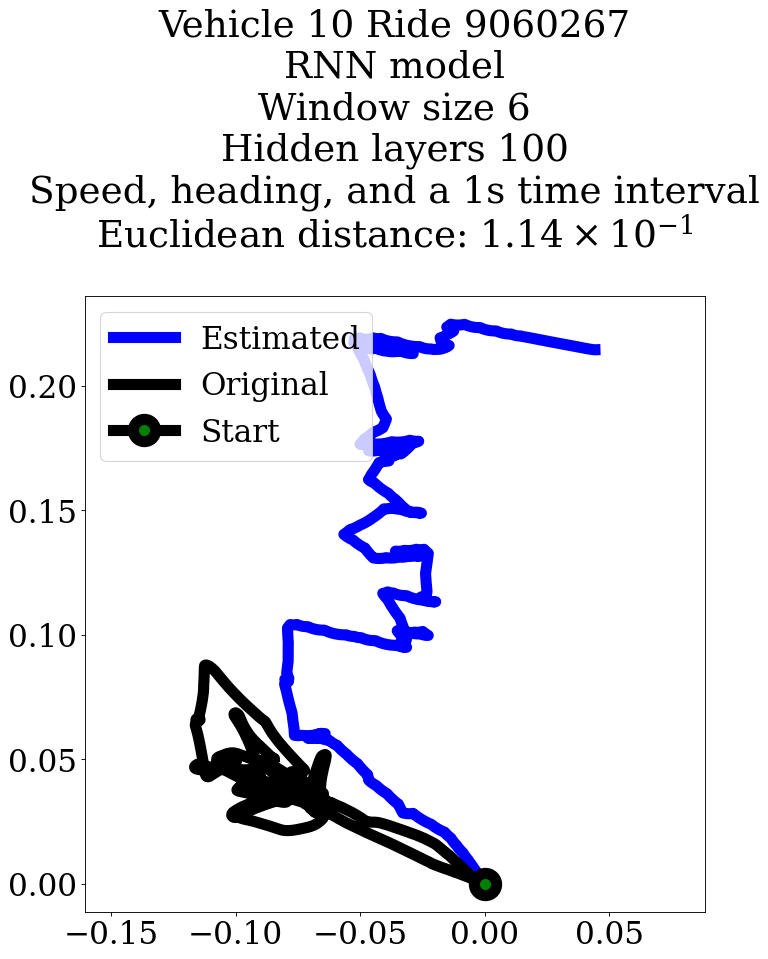 Vehicle 10 Ride 9060267
RNN model
Window size 6
Hidden layers 100
Speed, heading, and a 1s time interval
Euclidean distance: 1.14 × 10⁻¹
Estimated
Original
Start
0.20
0.15
0.10
0.05
0.00
−0.15 −0.10 −0.05 0.00 0.05